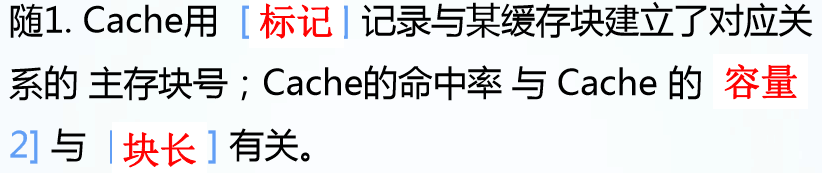 随1. Cache用 [标记] 记录与某缓存块建立了对应关
系的 主存块号；Cache的命中率 与 Cache 的 容量
2] 与 [块长] 有关。